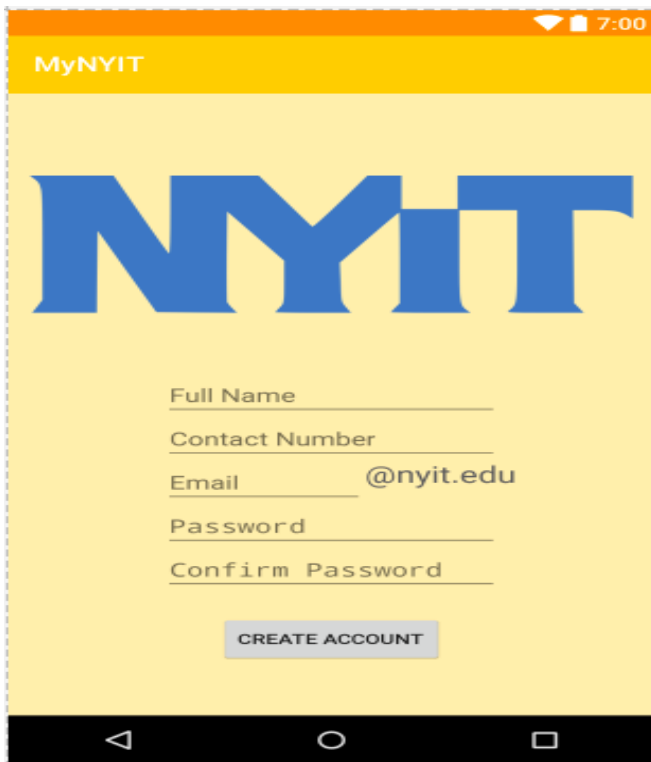 7:00
MyNYIT
NYiT
Full Name
Contact Number
Email @nyit.edu
Password
Confirm Password
CREATE ACCOUNT